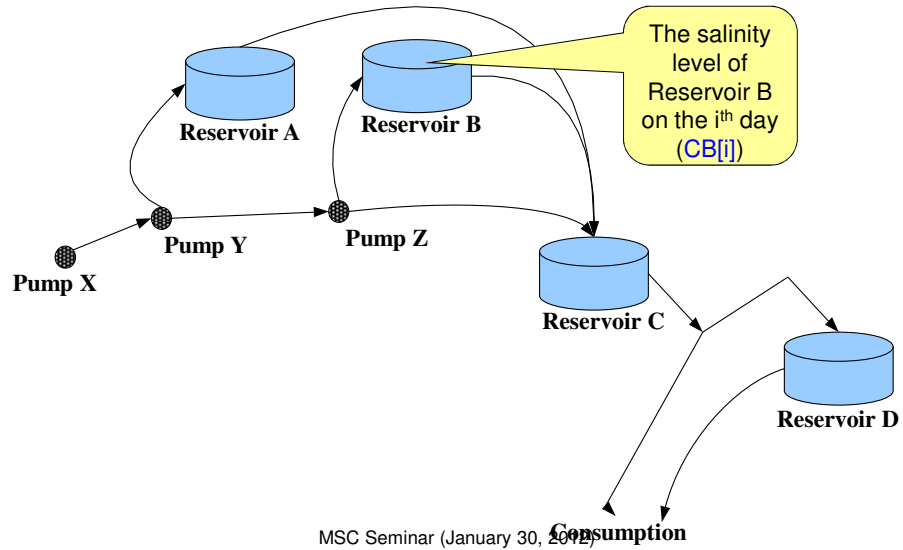 The salinity
level of
Reservoir B
on the iᵗʰ day
(CB[i])
Reservoir A
Reservoir B
Pump Y
Pump Z
Pump X
Reservoir C
Reservoir D
Consumption
MSC Seminar (January 30, 2012)